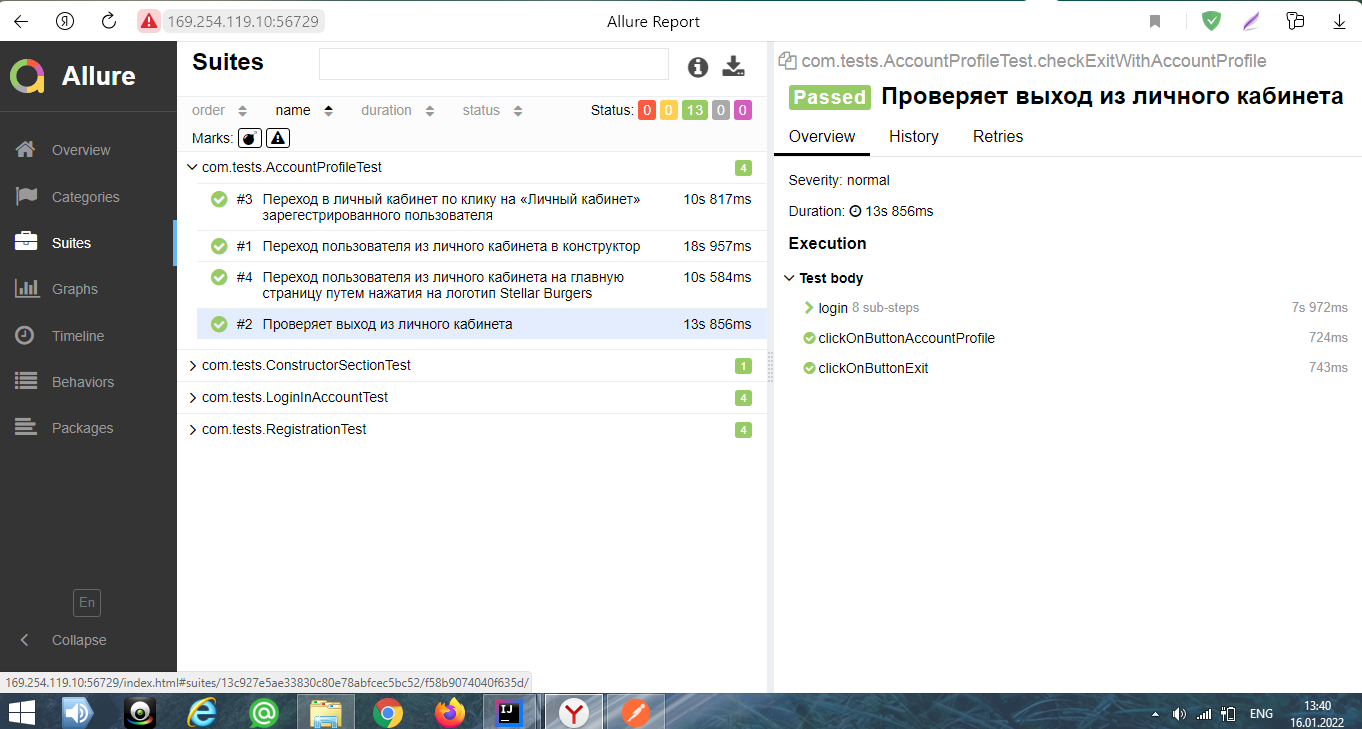 Я
169.254.119.10:56729
Allure Report
Allure
Overview
Categories
Suites
Graphs
Timeline
Behaviors
Packages
En
Collapse
Suites
order name duration status Status: 0 0 13 0 0
Marks:
com.tests.AccountProfileTest 4
#3 Переход в личный кабинет по клику на «Личный кабинет» 10s 817ms
зарегестрированного пользователя
#1 Переход пользователя из личного кабинета в конструктор 18s 957ms
#4 Переход пользователя из личного кабинета на главную 10s 584ms
страницу путем нажатия на логотип Stellar Burgers
#2 Проверяет выход из личного кабинета 13s 856ms
com.tests.ConstructorSectionTest 1
com.tests.LoginInAccountTest 4
com.tests.RegistrationTest 4
com.tests.AccountProfileTest.checkExitWithAccountProfile
Passed Проверяет выход из личного кабинета
Overview History Retries
Severity: normal
Duration: 13s 856ms
Execution
Test body
login 8 sub-steps 7s 972ms
clickOnButtonAccountProfile 724ms
clickOnButtonExit 743ms
169.254.119.10:56729/index.html#suites/13c927e5ae33830c80e78abfcec5bc52/f58b9074040f635d/
IJ
ENG
13:40
16.01.2022